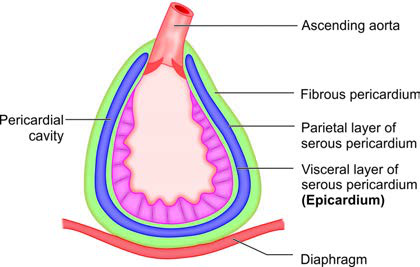 Ascending aorta
Fibrous pericardium
Pericardial
cavity
Parietal layer of
serous pericardium
Visceral layer of
serous pericardium
(Epicardium)
Diaphragm